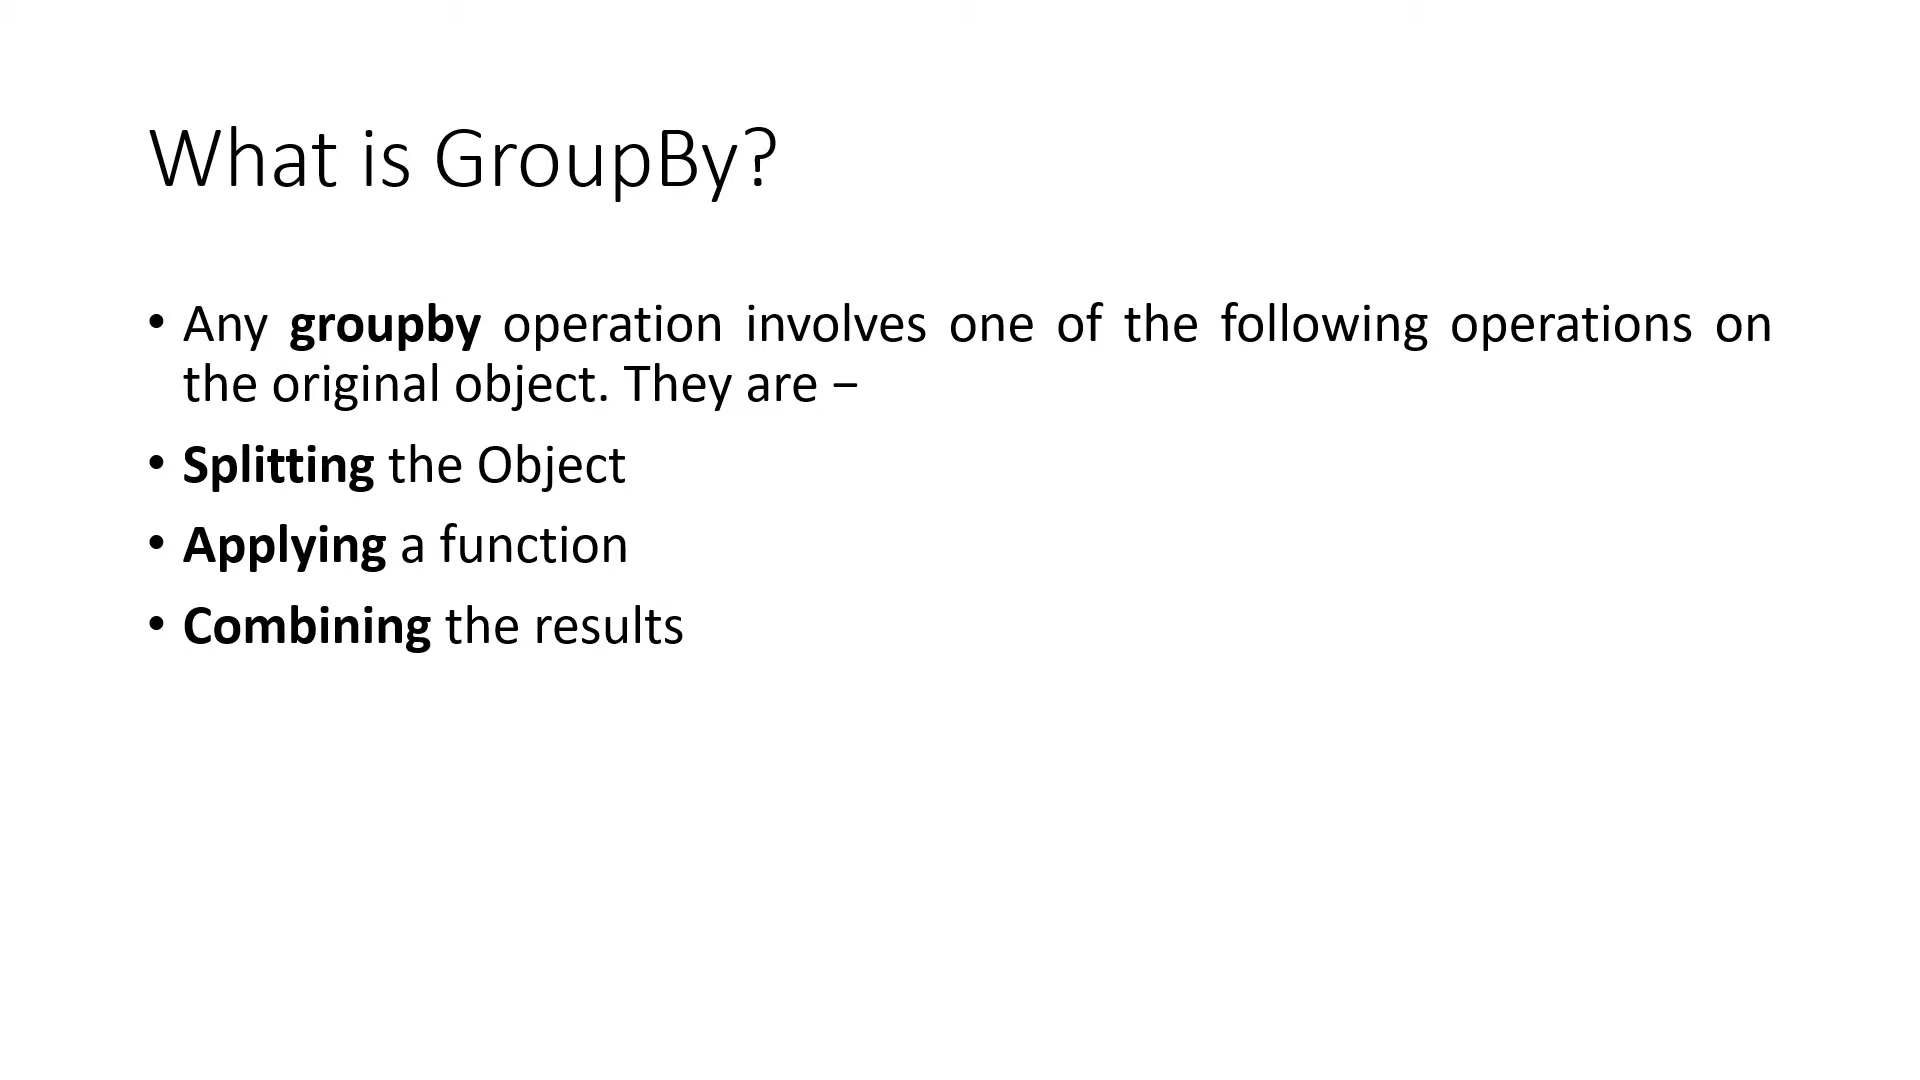 What is GroupBy?
• Any groupby operation involves one of the following operations on
the original object. They are −
• Splitting the Object
• Applying a function
• Combining the results